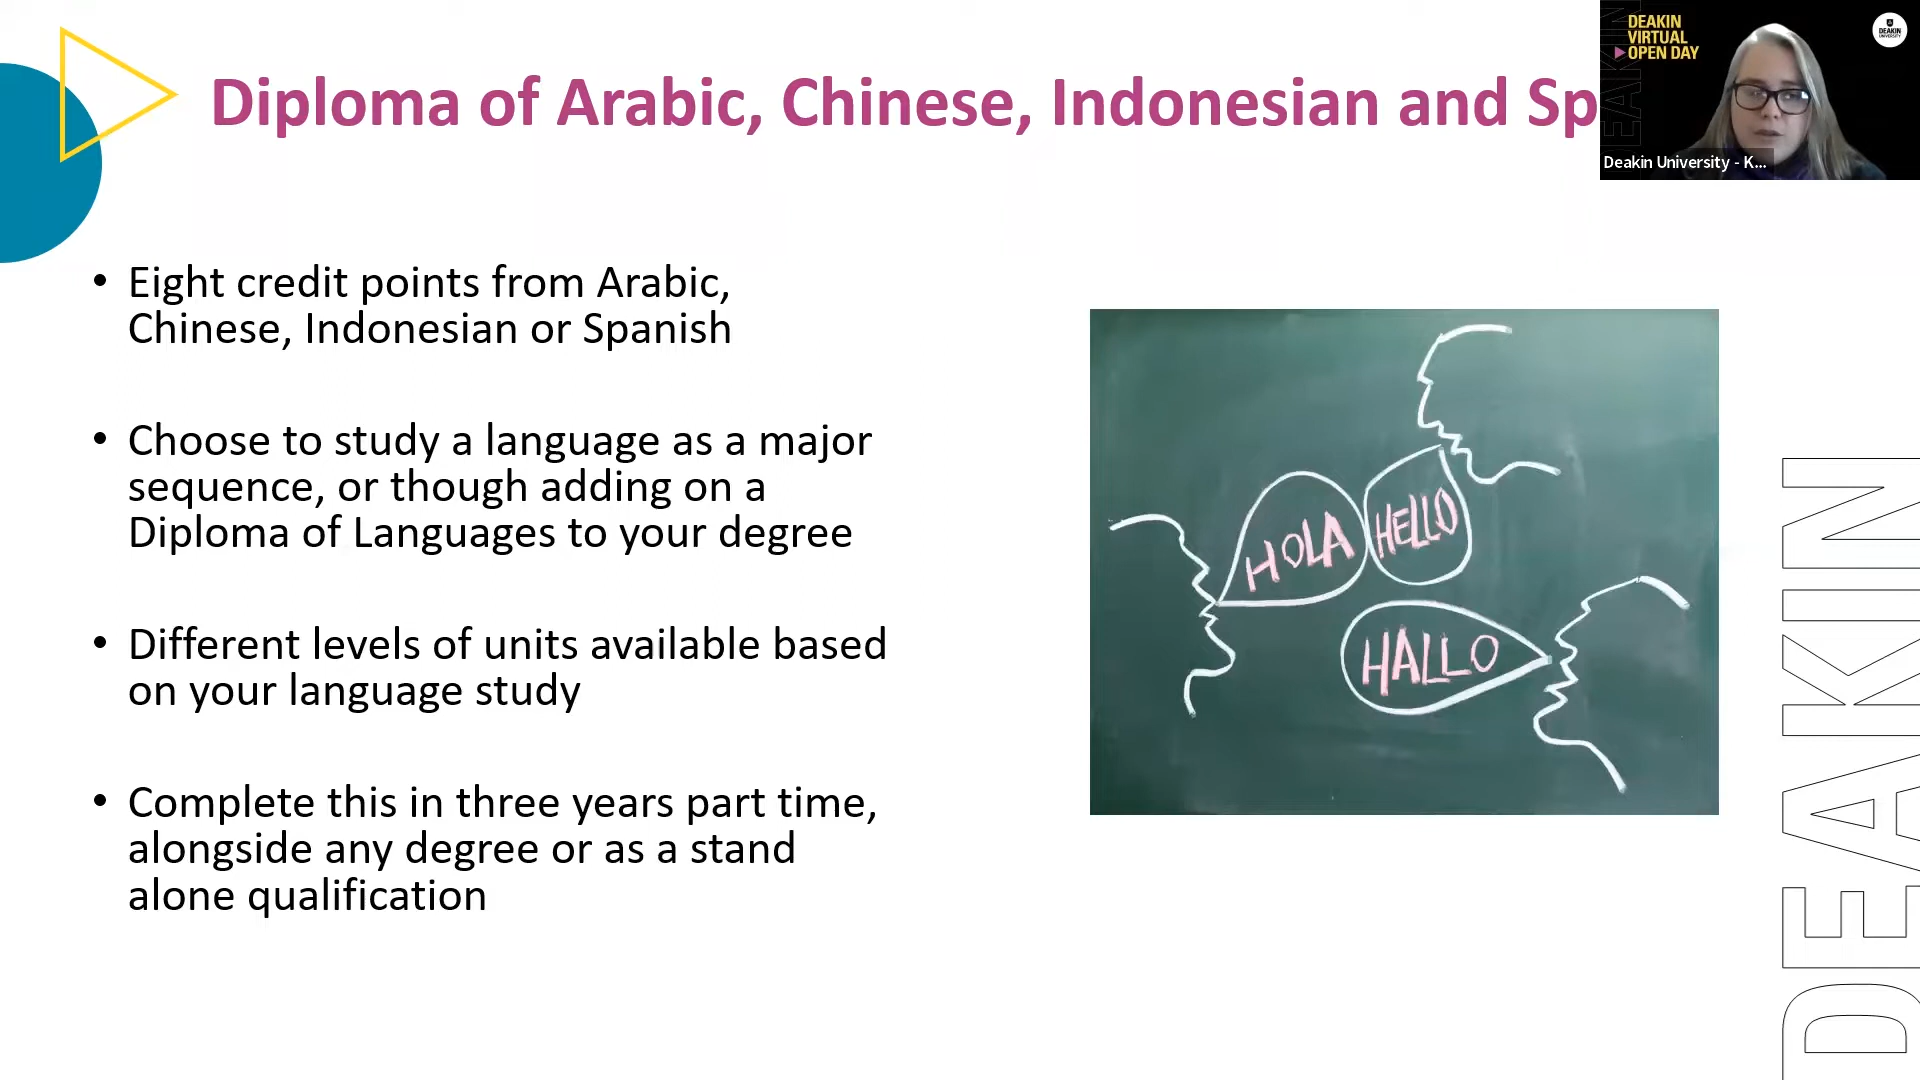 Diploma of Arabic, Chinese, Indonesian and Sp
DEAKIN
VIRTUAL
OPEN DAY
DEAKIN
UNIVERSITY
DEAKIN
Deakin University - K...
• Eight credit points from Arabic,
Chinese, Indonesian or Spanish
• Choose to study a language as a major
sequence, or though adding on a
Diploma of Languages to your degree
• Different levels of units available based
on your language study
• Complete this in three years part time,
alongside any degree or as a stand
alone qualification
HOLA
HELLO
HALLO
DEAKIN